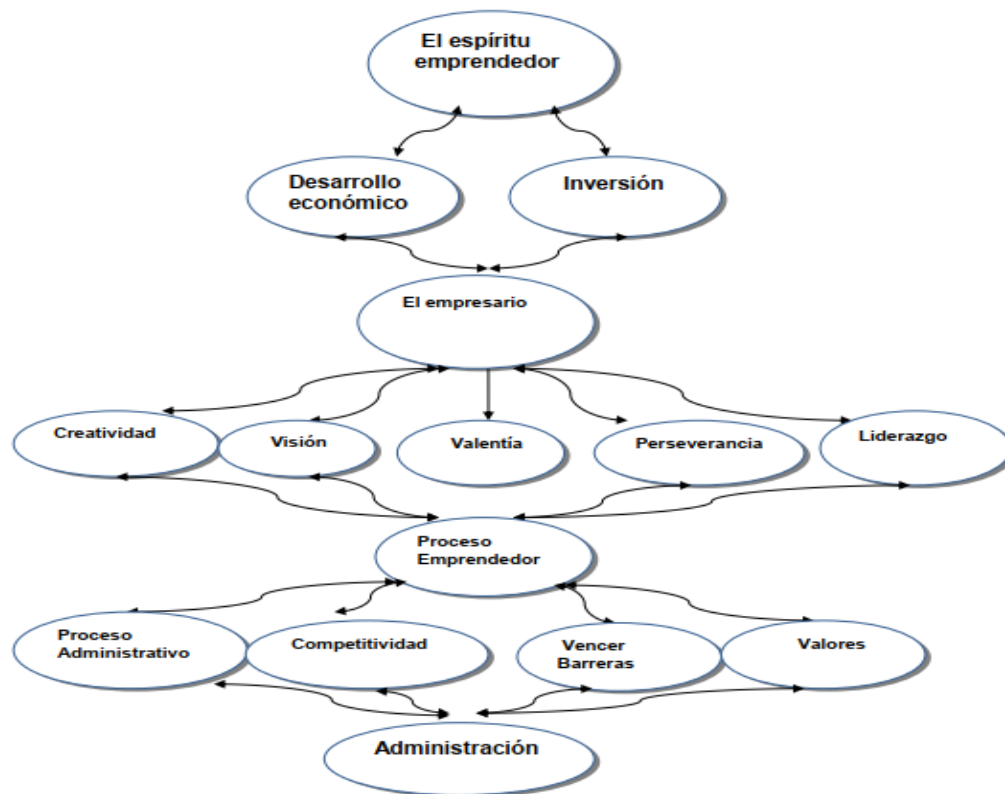 El espíritu
emprendedor
Desarrollo
económico
Inversión
El empresario
Creatividad
Visión
Valentía
Perseverancia
Liderazgo
Proceso
Emprendedor
Proceso
Administrativo
Competitividad
Vencer
Barreras
Valores
Administración